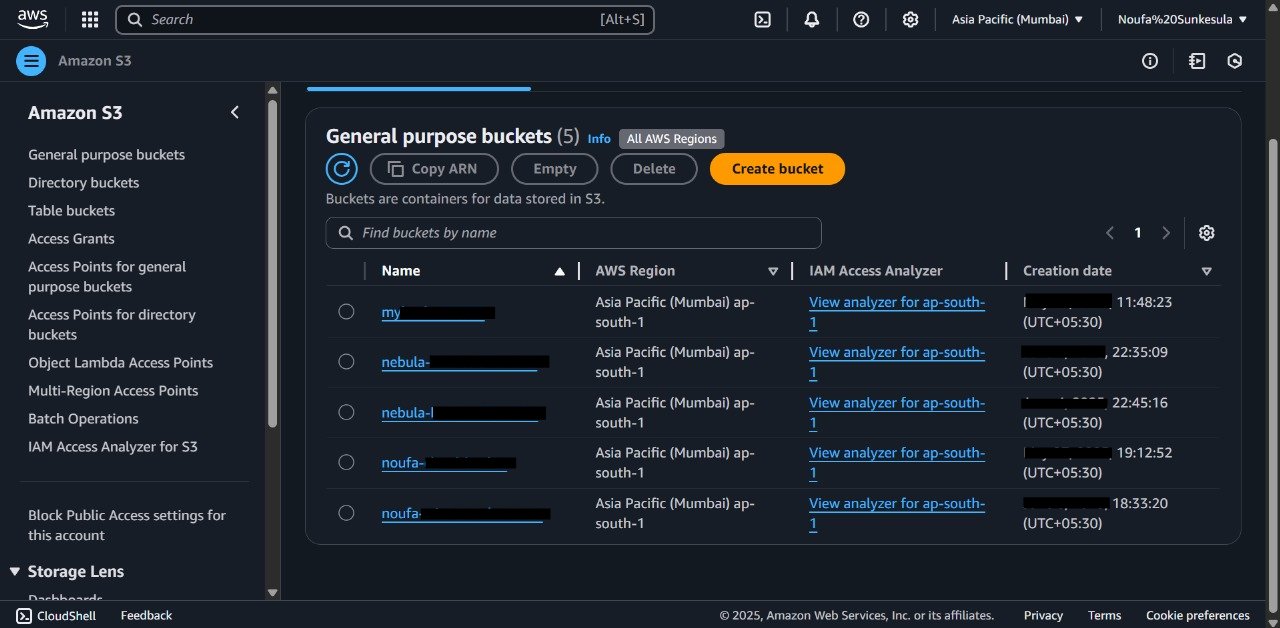 aws
Search
[Alt+S]
Asia Pacific (Mumbai)
Noufa%20Sunkesula
Amazon S3
Amazon S3
General purpose buckets
Directory buckets
Table buckets
Access Grants
Access Points for general
purpose buckets
Access Points for directory
buckets
Object Lambda Access Points
Multi-Region Access Points
Batch Operations
IAM Access Analyzer for S3
Block Public Access settings for
this account
Storage Lens
Dashboards
General purpose buckets (5) Info All AWS Regions
Copy ARN Empty Delete Create bucket
Buckets are containers for data stored in S3.
Find buckets by name
1
Name AWS Region IAM Access Analyzer Creation date
my Asia Pacific (Mumbai) ap- View analyzer for ap-south- 11:48:23
south-1 1 (UTC+05:30)
nebula- Asia Pacific (Mumbai) ap- View analyzer for ap-south- , 22:35:09
south-1 1 (UTC+05:30)
nebula- Asia Pacific (Mumbai) ap- View analyzer for ap-south- 22:45:16
south-1 1 (UTC+05:30)
noufa- Asia Pacific (Mumbai) ap- View analyzer for ap-south- 19:12:52
south-1 1 (UTC+05:30)
noufa- Asia Pacific (Mumbai) ap- View analyzer for ap-south- 18:33:20
south-1 1 (UTC+05:30)
CloudShell Feedback © 2025, Amazon Web Services, Inc. or its affiliates. Privacy Terms Cookie preferences